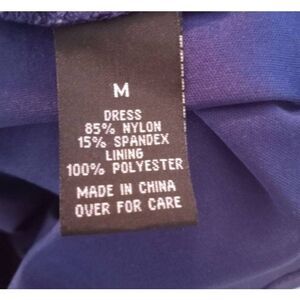 M
DRESS
85% NYLON
15% SPANDEX
LINING
100% POLYESTER
MADE IN CHINA
OVER FOR CARE